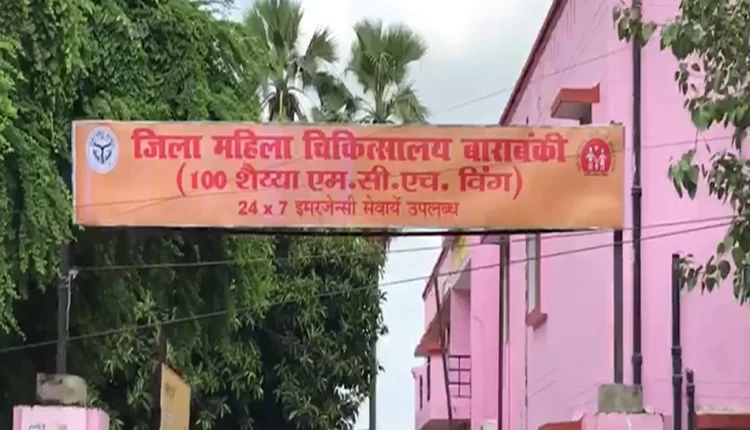 जिला महिला चिकित्सालय बाराबंकी
(100 शैय्या एम.सी.एच. विंग)
24 x 7 इमरजेन्सी सेवायें उपलब्ध